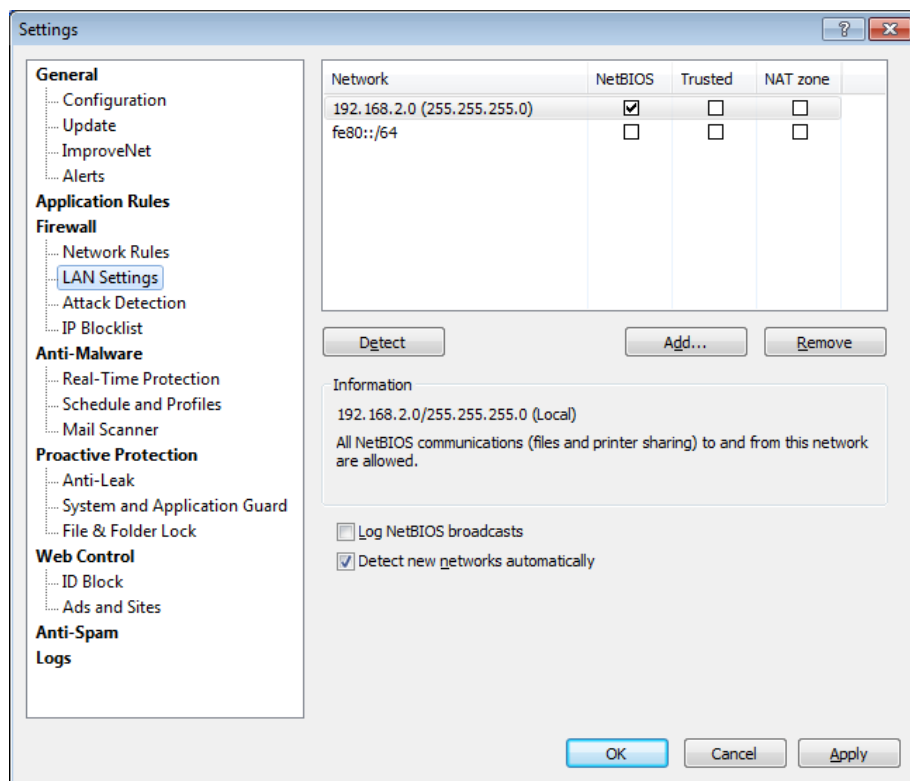 Settings
General
Configuration
Update
ImproveNet
Alerts
Application Rules
Firewall
Network Rules
LAN Settings
Attack Detection
IP Blocklist
Anti-Malware
Real-Time Protection
Schedule and Profiles
Mail Scanner
Proactive Protection
Anti-Leak
System and Application Guard
File & Folder Lock
Web Control
ID Block
Ads and Sites
Anti-Spam
Logs
Network NetBIOS Trusted NAT zone
192.168.2.0 (255.255.255.0)
fe80::/64
Detect Add... Remove
Information
192.168.2.0/255.255.255.0 (Local)
All NetBIOS communications (files and printer sharing) to and from this network
are allowed.
Log NetBIOS broadcasts
Detect new networks automatically
OK Cancel Apply